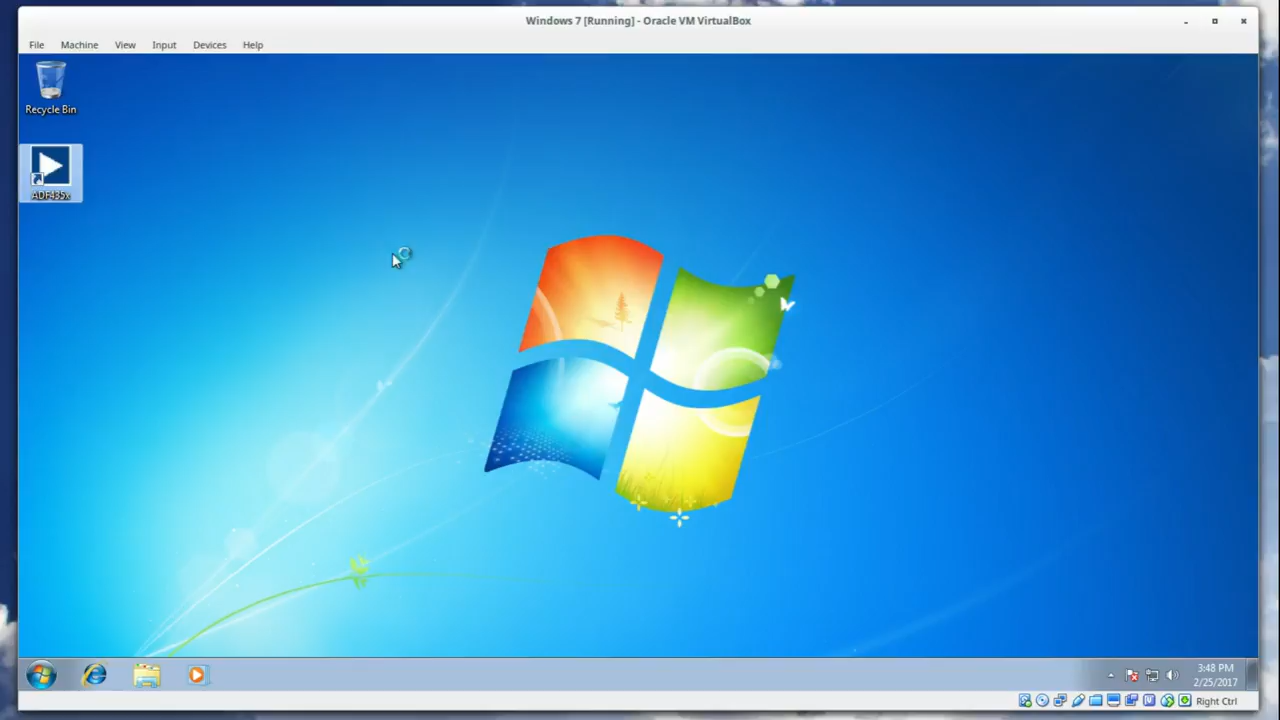 Windows 7 [Running] - Oracle VM VirtualBox
File Machine View Input Devices Help
Recycle Bin
ADF435x
3:48 PM
2/25/2017
Right Ctrl